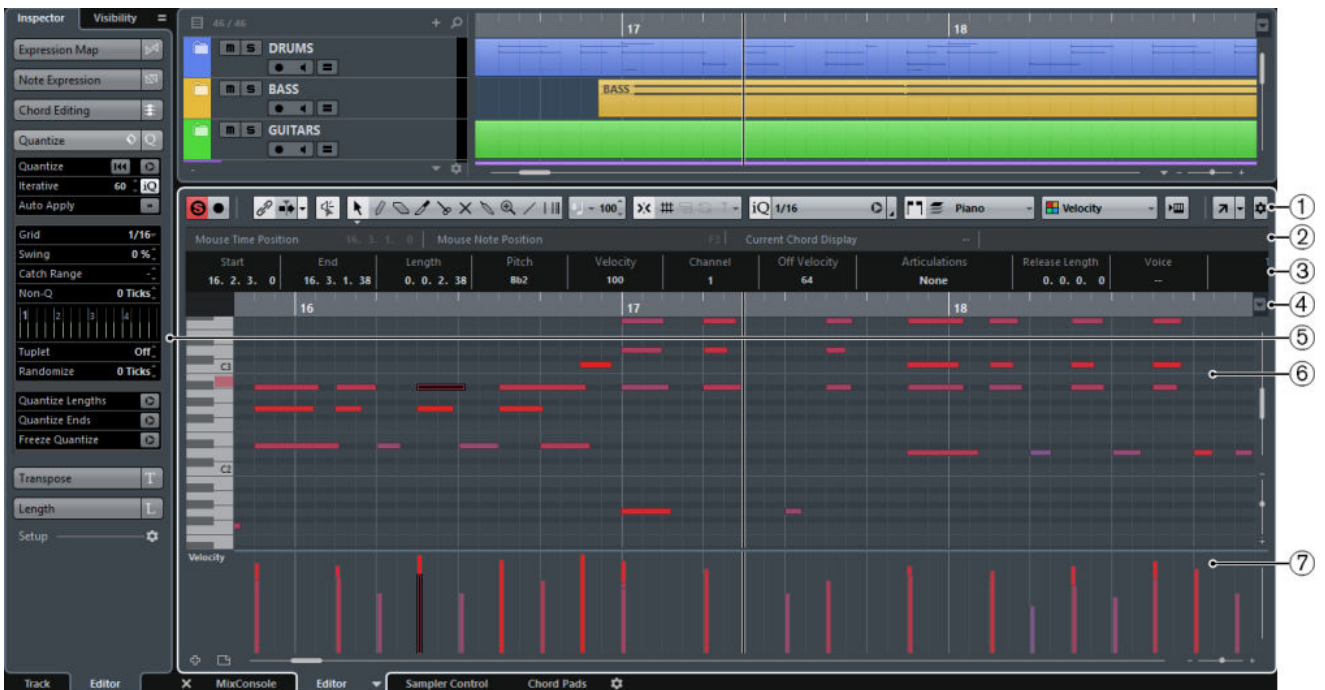 Inspector Visibility
46 / 46
17 18
Expression Map
Note Expression
Chord Editing
Quantize Q
Quantize
Iterative 60 iQ
Auto Apply
Grid 1/16
Swing 0 %
Catch Range -
Non-Q 0 Ticks
1 2 3 4
Tuplet Off
Randomize 0 Ticks
Quantize Lengths
Quantize Ends
Freeze Quantize
Transpose T
Length L
Setup
m S DRUMS
m S BASS
BASS
m S GUITARS
S 100 iQ 1/16 Piano Velocity 1
Mouse Time Position 16. 3. 1. 0 Mouse Note Position F3 Current Chord Display -- 2
Start End Length Pitch Velocity Channel Off Velocity Articulations Release Length Voice T
16. 2. 3. 0 16. 3. 1. 38 0. 0. 2. 38 Bb2 100 1 64 None 0. 0. 0. 0 -- 3
16 17 18 4
5
C3 6
C2
Velocity 7
Track Editor MixConsole Editor Sampler Control Chord Pads